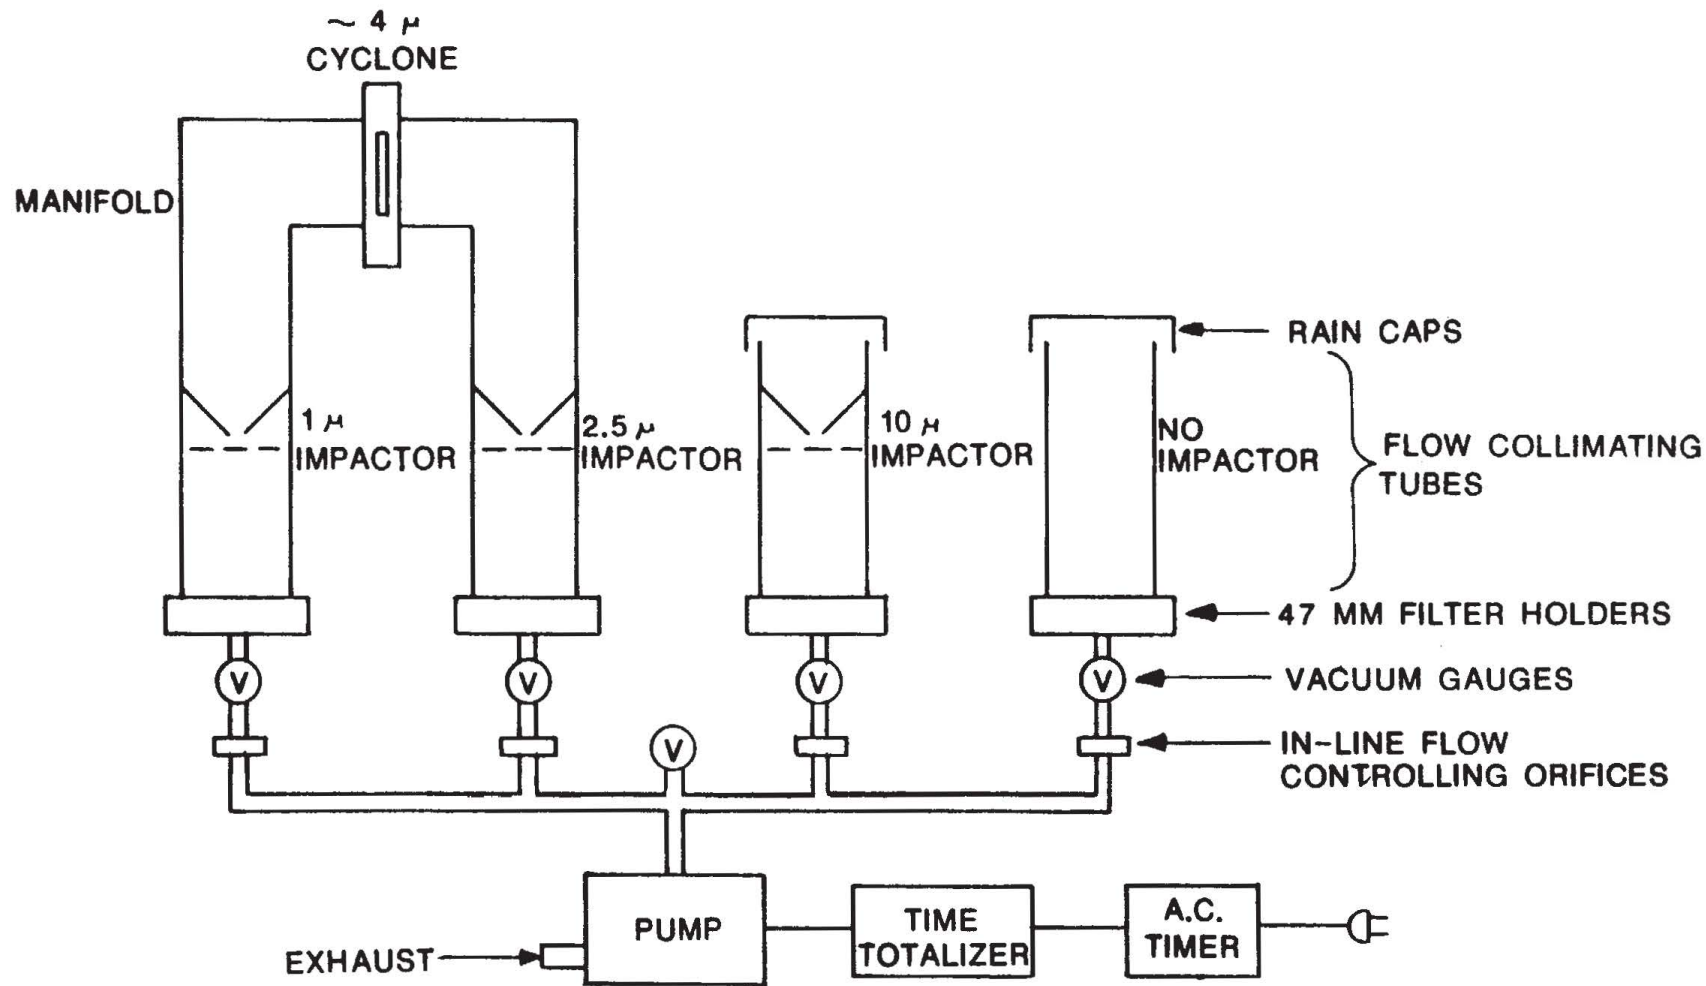 ~ 4 μ
CYCLONE
MANIFOLD
1 μ
IMPACTOR
2.5 μ
IMPACTOR
10 μ
IMPACTOR
NO
IMPACTOR
RAIN CAPS
FLOW COLLIMATING
TUBES
47 MM FILTER HOLDERS
V
V
V
V
VACUUM GAUGES
V
IN-LINE FLOW
CONTROLLING ORIFICES
PUMP
TIME
TOTALIZER
A.C.
TIMER
EXHAUST